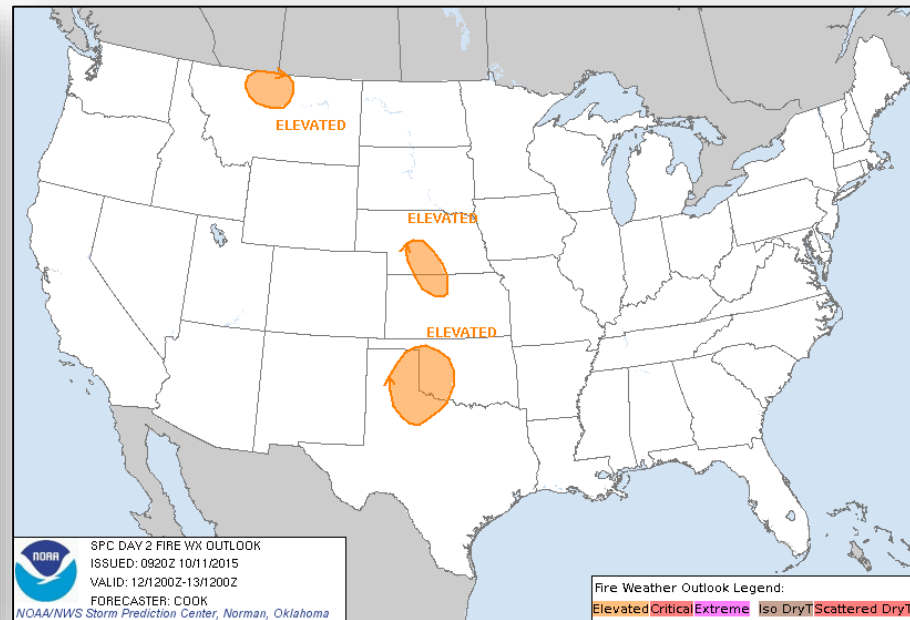 ELEVATED
ELEVATED
ELEVATED
NOAA
SPC DAY 2 FIRE WX OUTLOOK
ISSUED: 0920Z 10/11/2015
VALID: 12/1200Z-13/1200Z
FORECASTER: COOK
NOAA/NWS Storm Prediction Center, Norman, Oklahoma
Fire Weather Outlook Legend:
Elevated Critical Extreme Iso DryT Scattered DryT